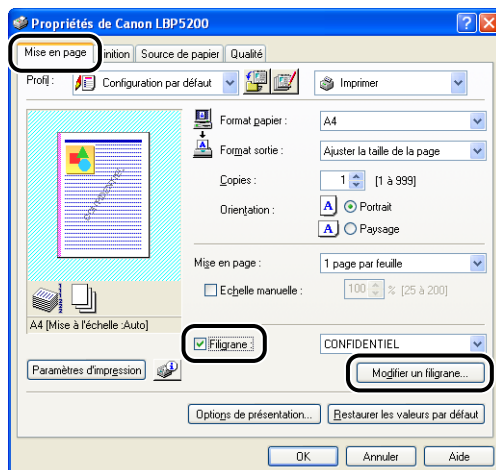 Propriétés de Canon LBP5200
Mise en page inition Source de papier Qualité
Profil : Configuration par défaut Imprimer
Format papier : A4
Format sortie : Ajuster la taille de la page
Copies : 1 [1 à 999]
Orientation : A Portrait
A Paysage
CONFIDENTIEL
Mise en page : 1 page par feuille
Echelle manuelle : 100 % [25 à 200]
A4 [Mise à l'échelle :Auto]
Filigrane : CONFIDENTIEL
Paramètres d'impression Modifier un filigrane...
Options de présentation... Restaurer les valeurs par défaut
OK Annuler Aide